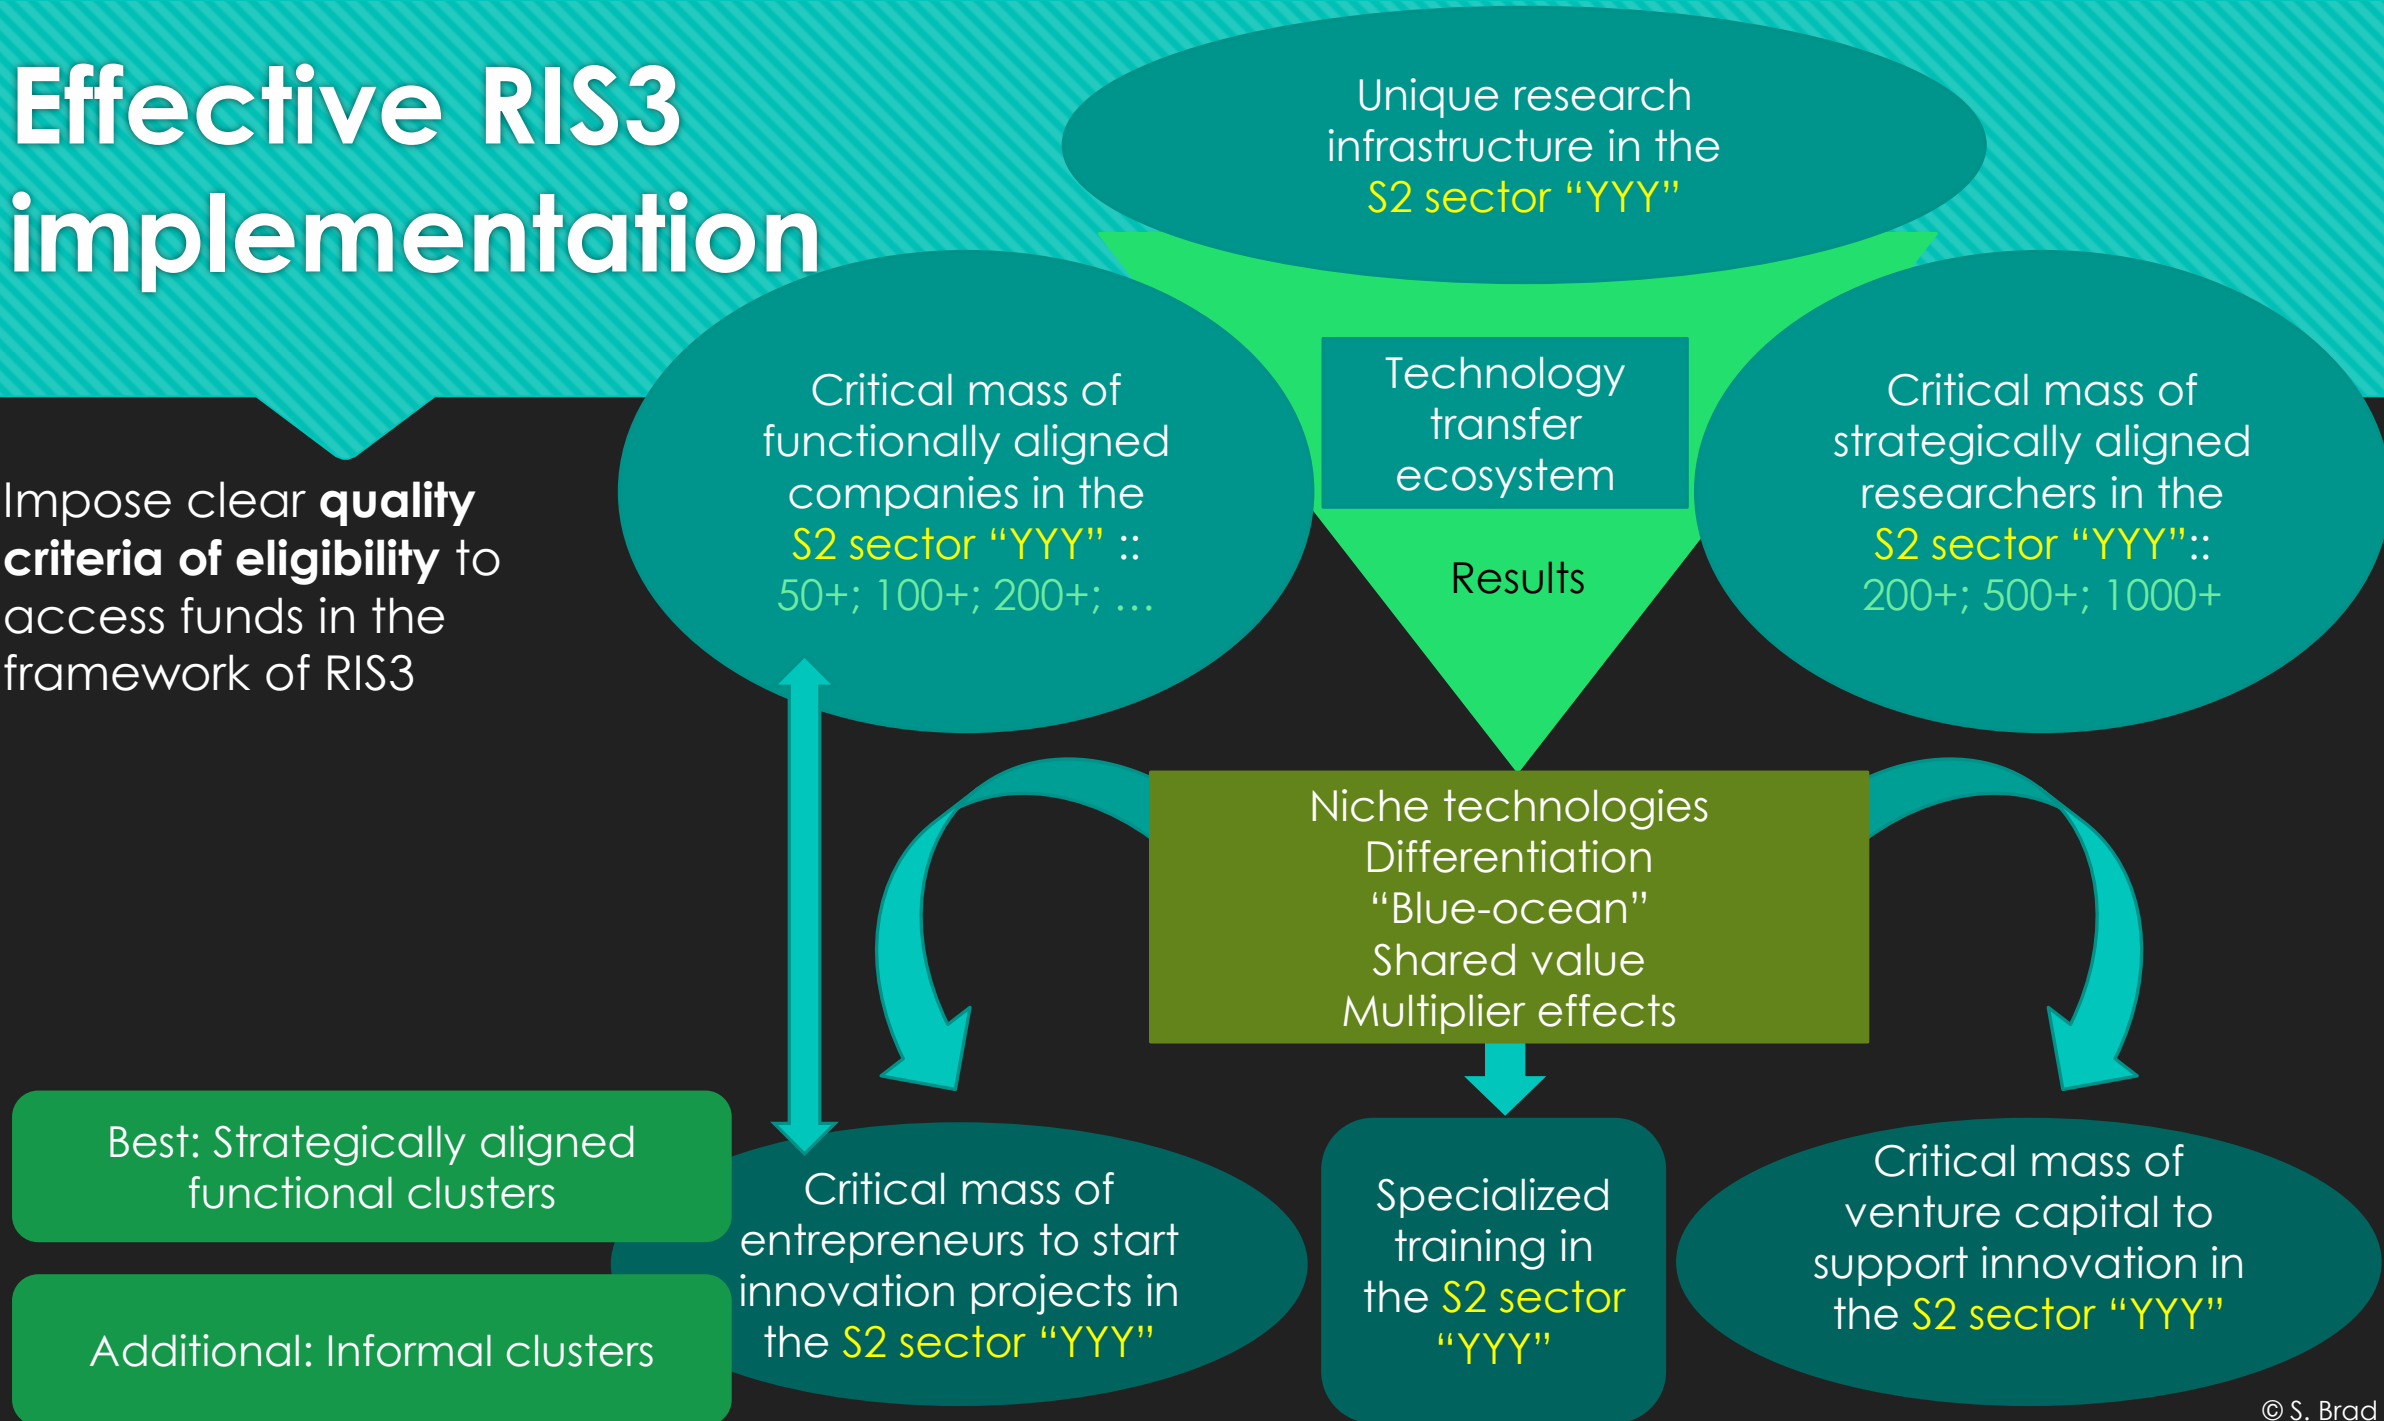 Effective RIS3
implementation
Impose clear quality
criteria of eligibility to
access funds in the
framework of RIS3
Unique research
infrastructure in the
S2 sector “YYY”
Critical mass of
functionally aligned
companies in the
S2 sector “YYY” ::
50+; 100+; 200+; …
Technology
transfer
ecosystem
Results
Critical mass of
strategically aligned
researchers in the
S2 sector “YYY”::
200+; 500+; 1000+
Niche technologies
Differentiation
“Blue-ocean”
Shared value
Multiplier effects
Best: Strategically aligned
functional clusters
Additional: Informal clusters
Critical mass of
entrepreneurs to start
innovation projects in
the S2 sector “YYY”
Specialized
training in
the S2 sector
“YYY”
Critical mass of
venture capital to
support innovation in
the S2 sector “YYY”
© S. Brad